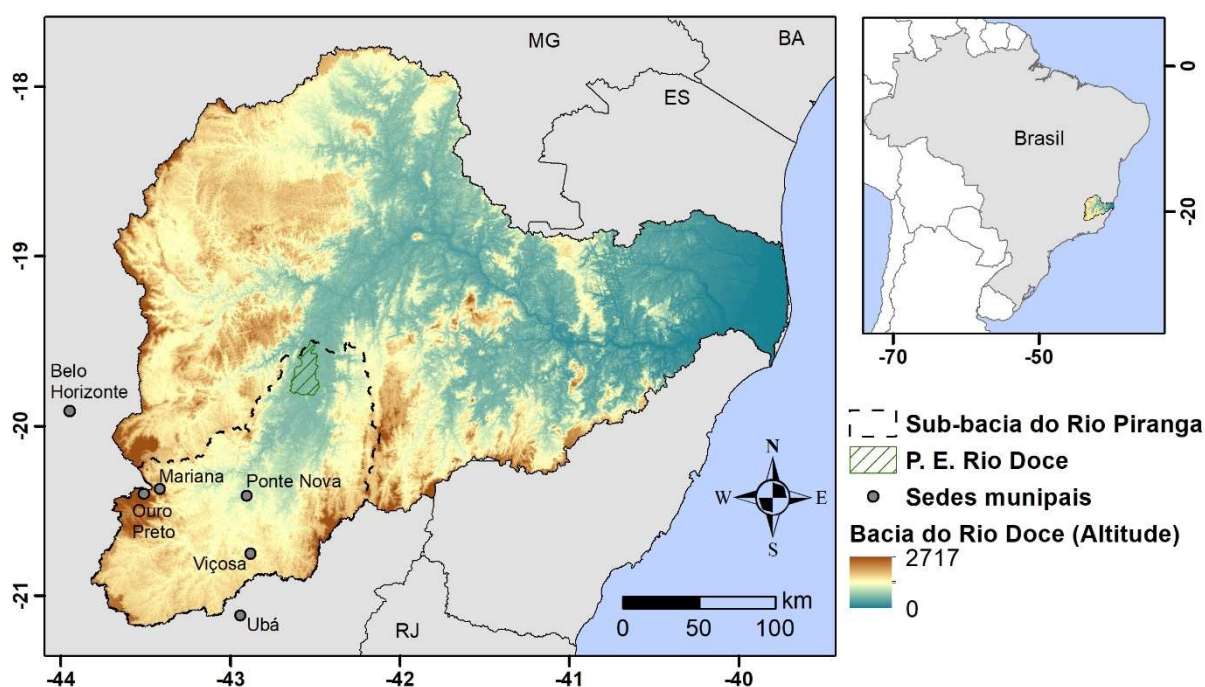 MG
BA
ES
Belo
Horizonte
Mariana
Ponte Nova
Ouro
Preto
Viçosa
Ubá
RJ
N
W
E
S
km
0 50 100
-18
-19
-20
-21
-44 -43 -42 -41 -40
Brasil
0
-20
-70 -50
Sub-bacia do Rio Piranga
P. E. Rio Doce
Sedes munipais
Bacia do Rio Doce (Altitude)
2717
0